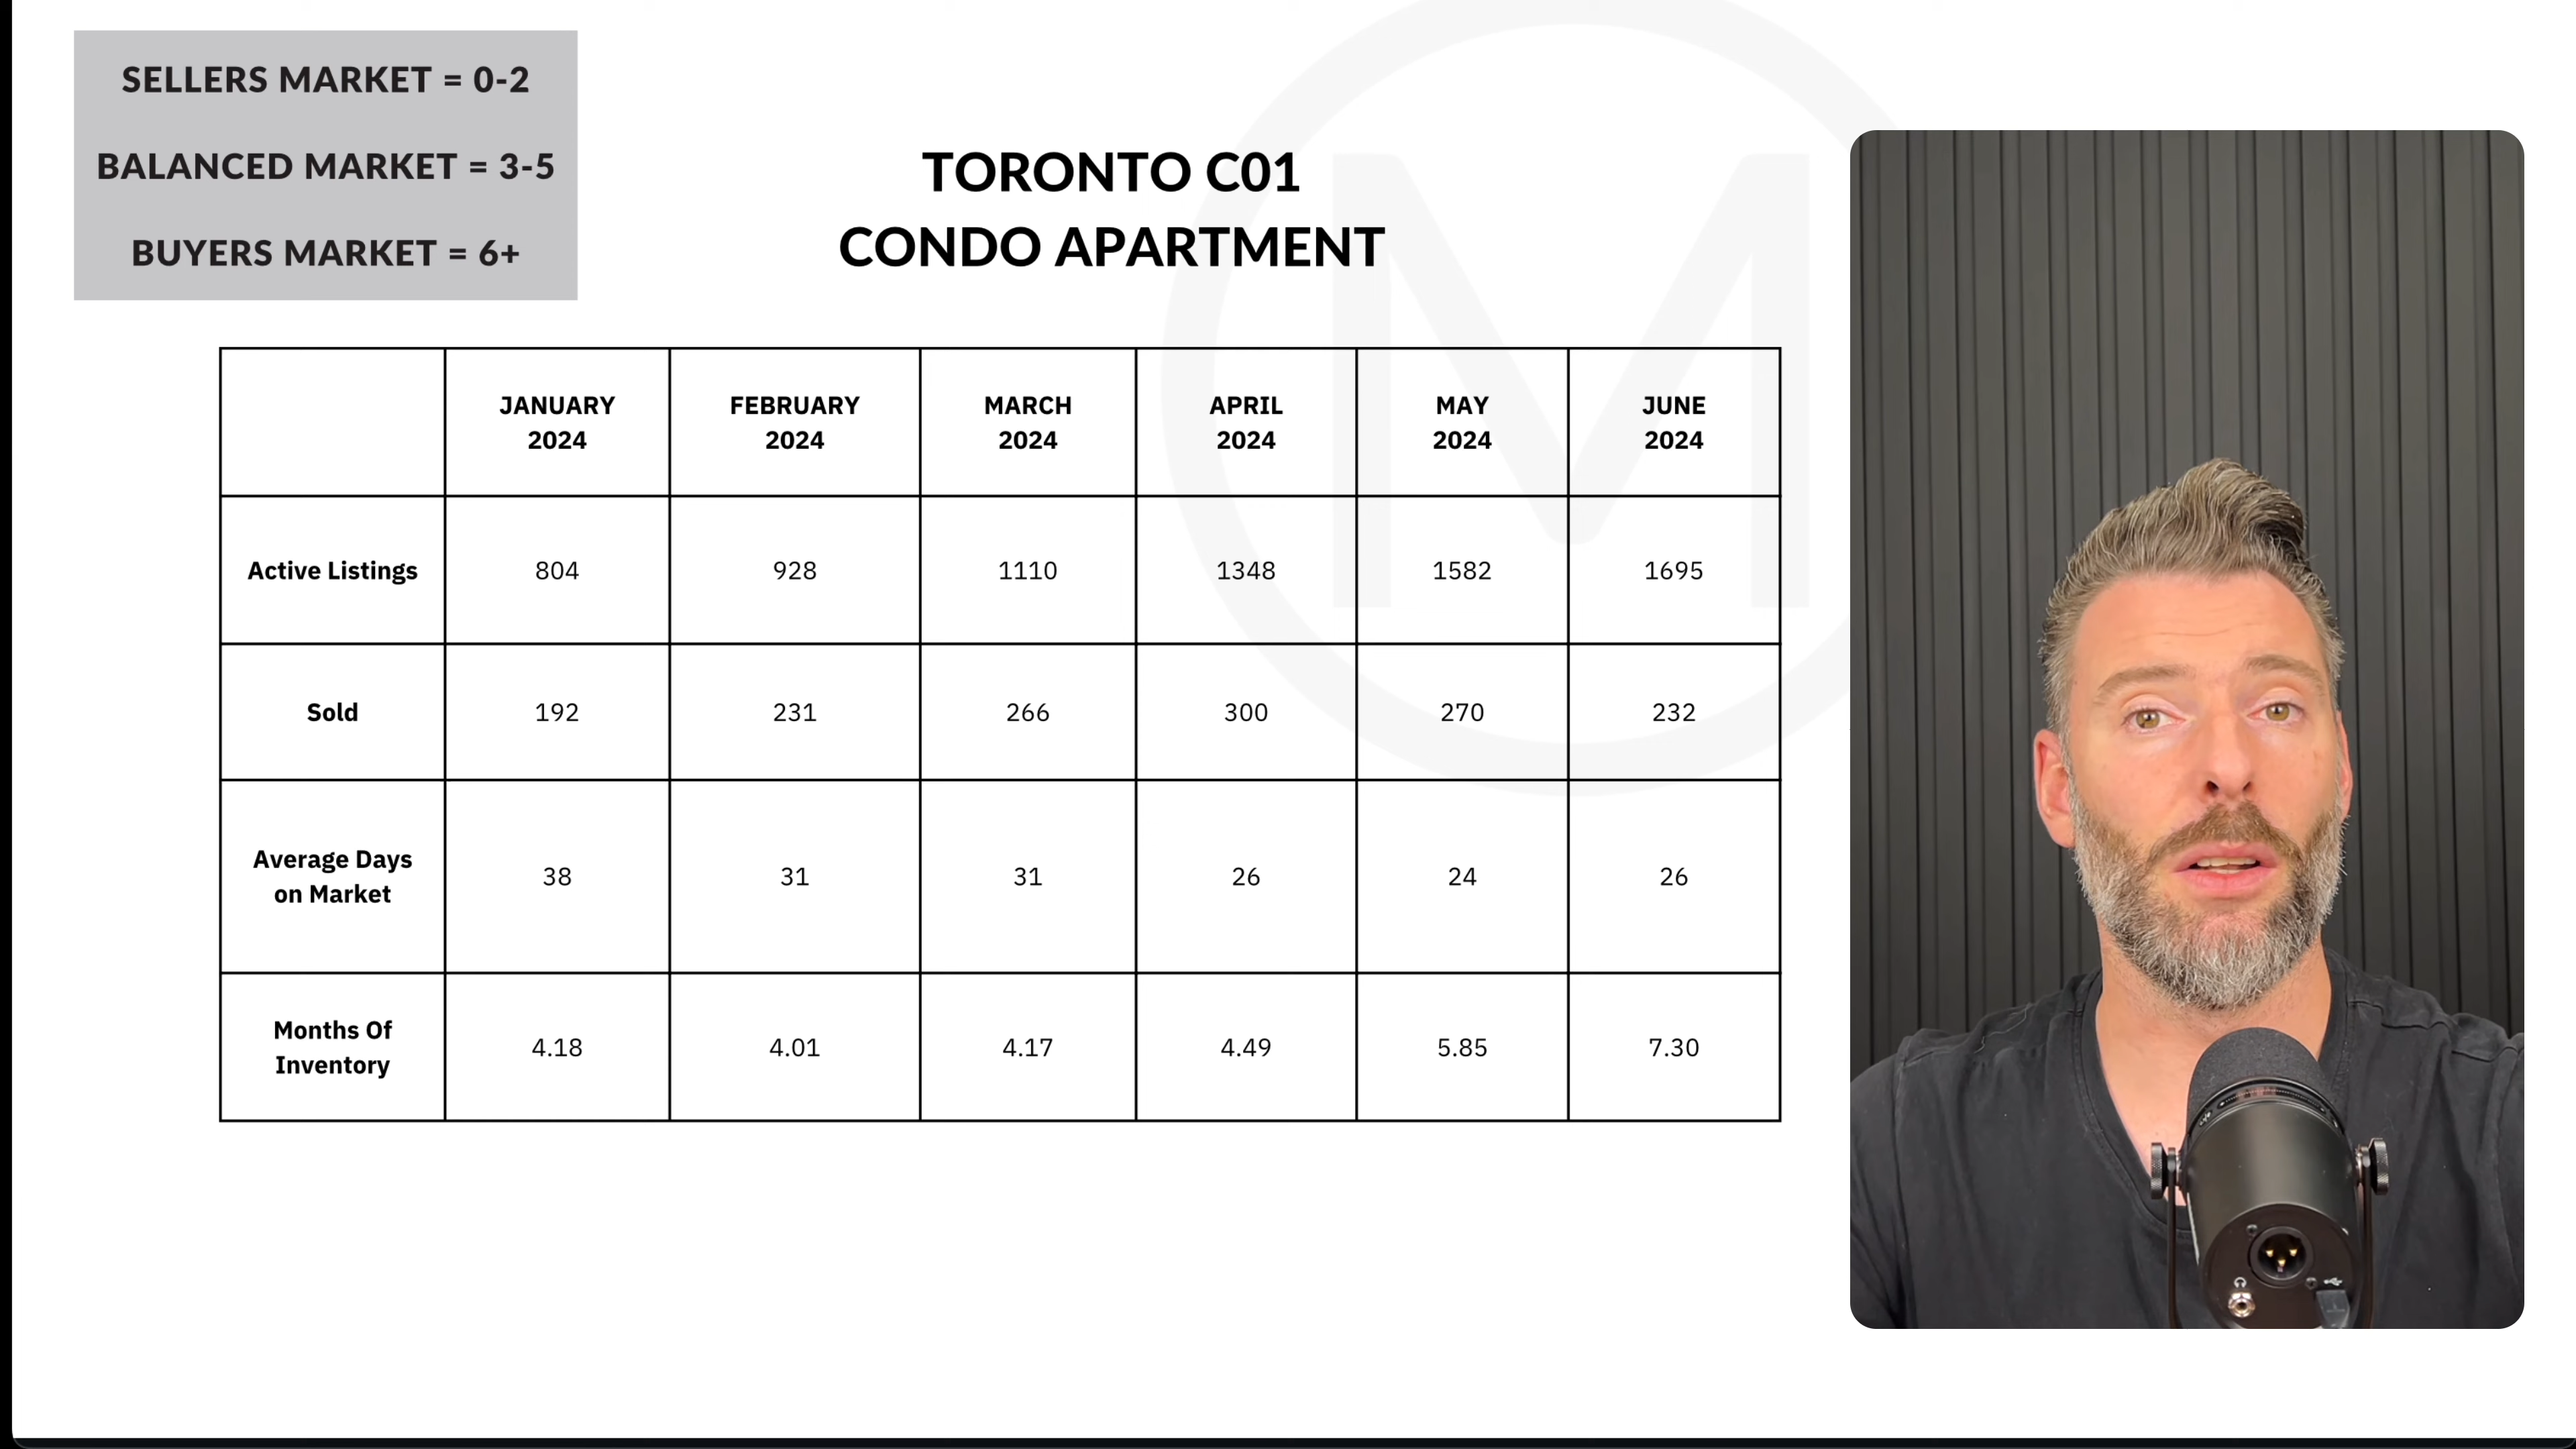 SELLERS MARKET = 0-2
BALANCED MARKET = 3-5
BUYERS MARKET = 6+
TORONTO C01
CONDO APARTMENT
JANUARY 2024 FEBRUARY 2024 MARCH 2024 APRIL 2024 MAY 2024 JUNE 2024
Active Listings 804 928 1110 1348 1582 1695
Sold 192 231 266 300 270 232
Average Days on Market 38 31 31 26 24 26
Months Of Inventory 4.18 4.01 4.17 4.49 5.85 7.30
M